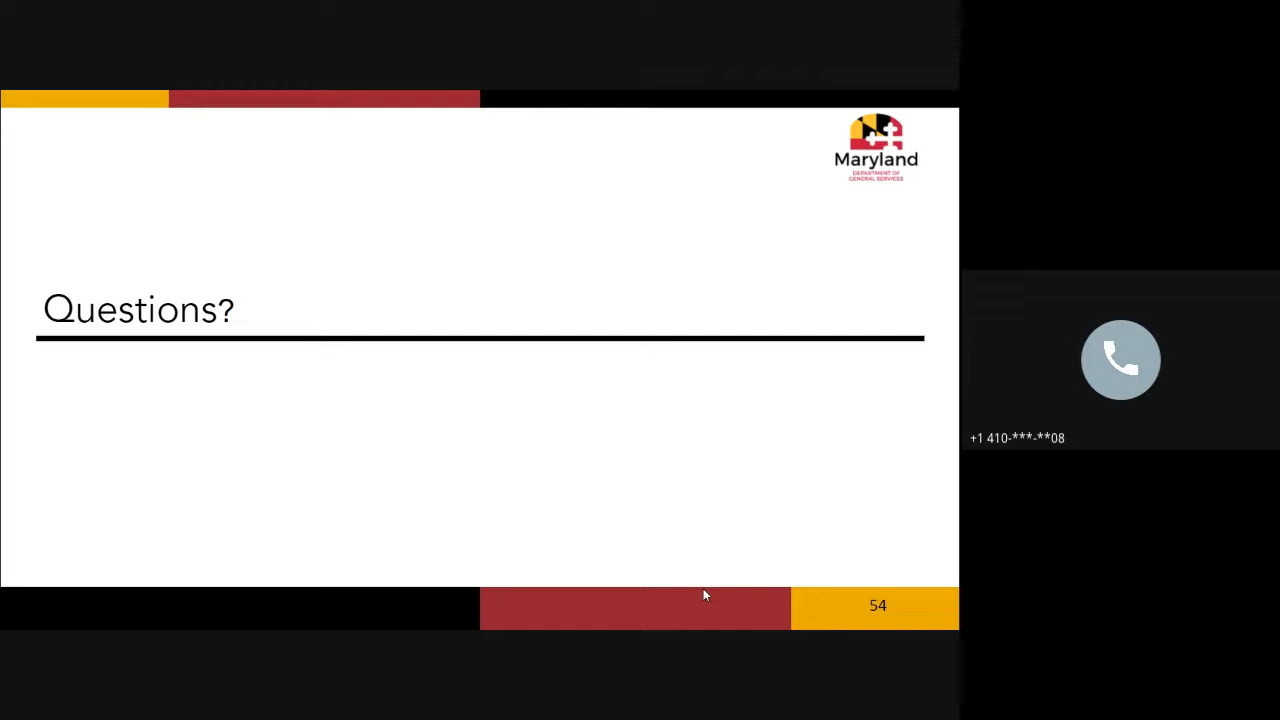 Maryland
DEPARTMENT OF
GENERAL SERVICES
Questions?
+1 410-***-**08
54